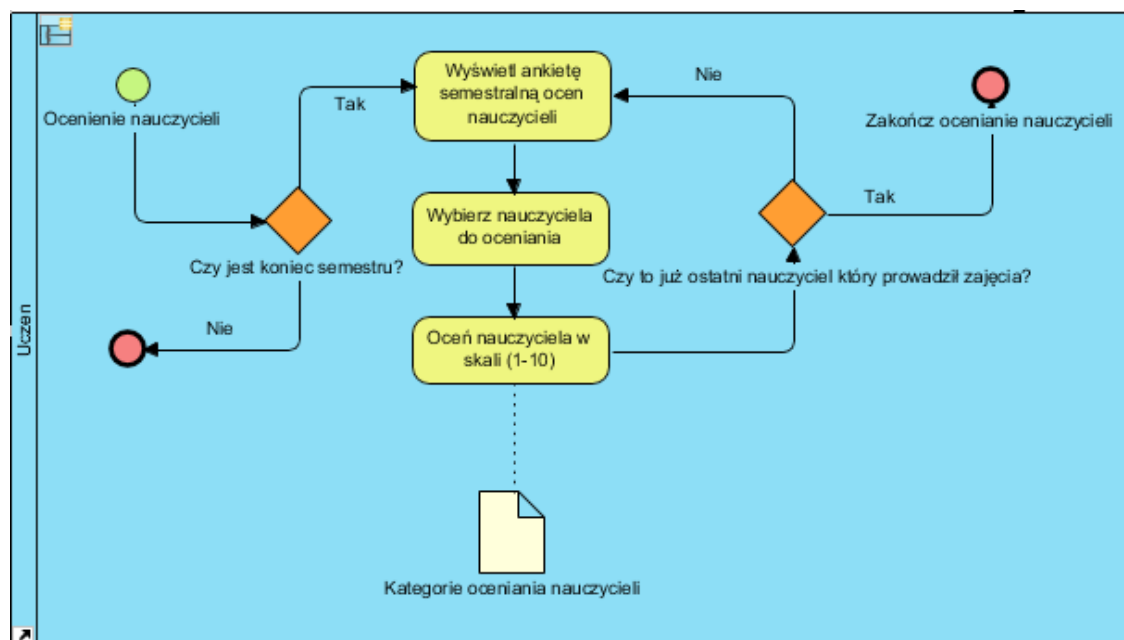 Uczen
Ocenienie nauczycieli
Czy jest koniec semestru?
Tak
Nie
Wyświetl ankietę
semestralną ocen
nauczycieli
Wybierz nauczyciela
do oceniania
Oceń nauczyciela w
skali (1-10)
Kategorie oceniania nauczycieli
Czy to już ostatni nauczyciel który prowadził zajęcia?
Nie
Tak
Zakończ ocenianie nauczycieli